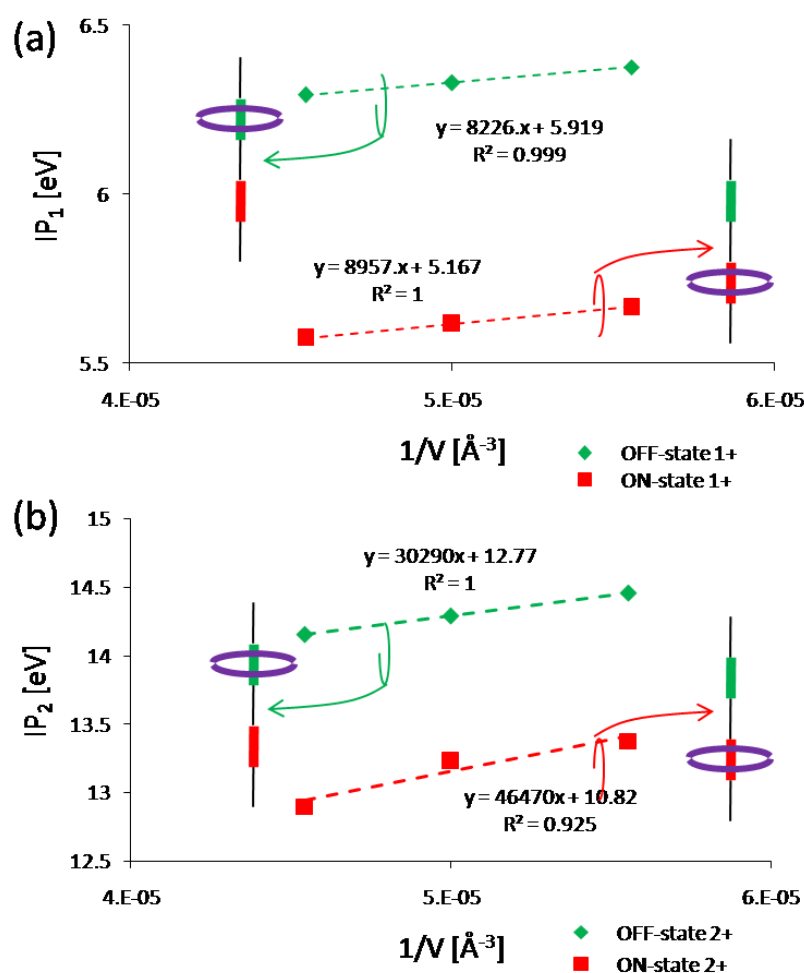 (a)
6.5
6
5.5
IP₁ [eV]
y = 8226.x + 5.919
R² = 0.999
y = 8957.x + 5.167
R² = 1
4.E-05
5.E-05
6.E-05
1/V [Å⁻³]
OFF-state 1+
ON-state 1+
(b)
15
14.5
14
13.5
13
12.5
IP₂ [eV]
y = 30290x + 12.77
R² = 1
y = 46470x + 10.82
R² = 0.925
4.E-05
5.E-05
6.E-05
1/V [Å⁻³]
OFF-state 2+
ON-state 2+